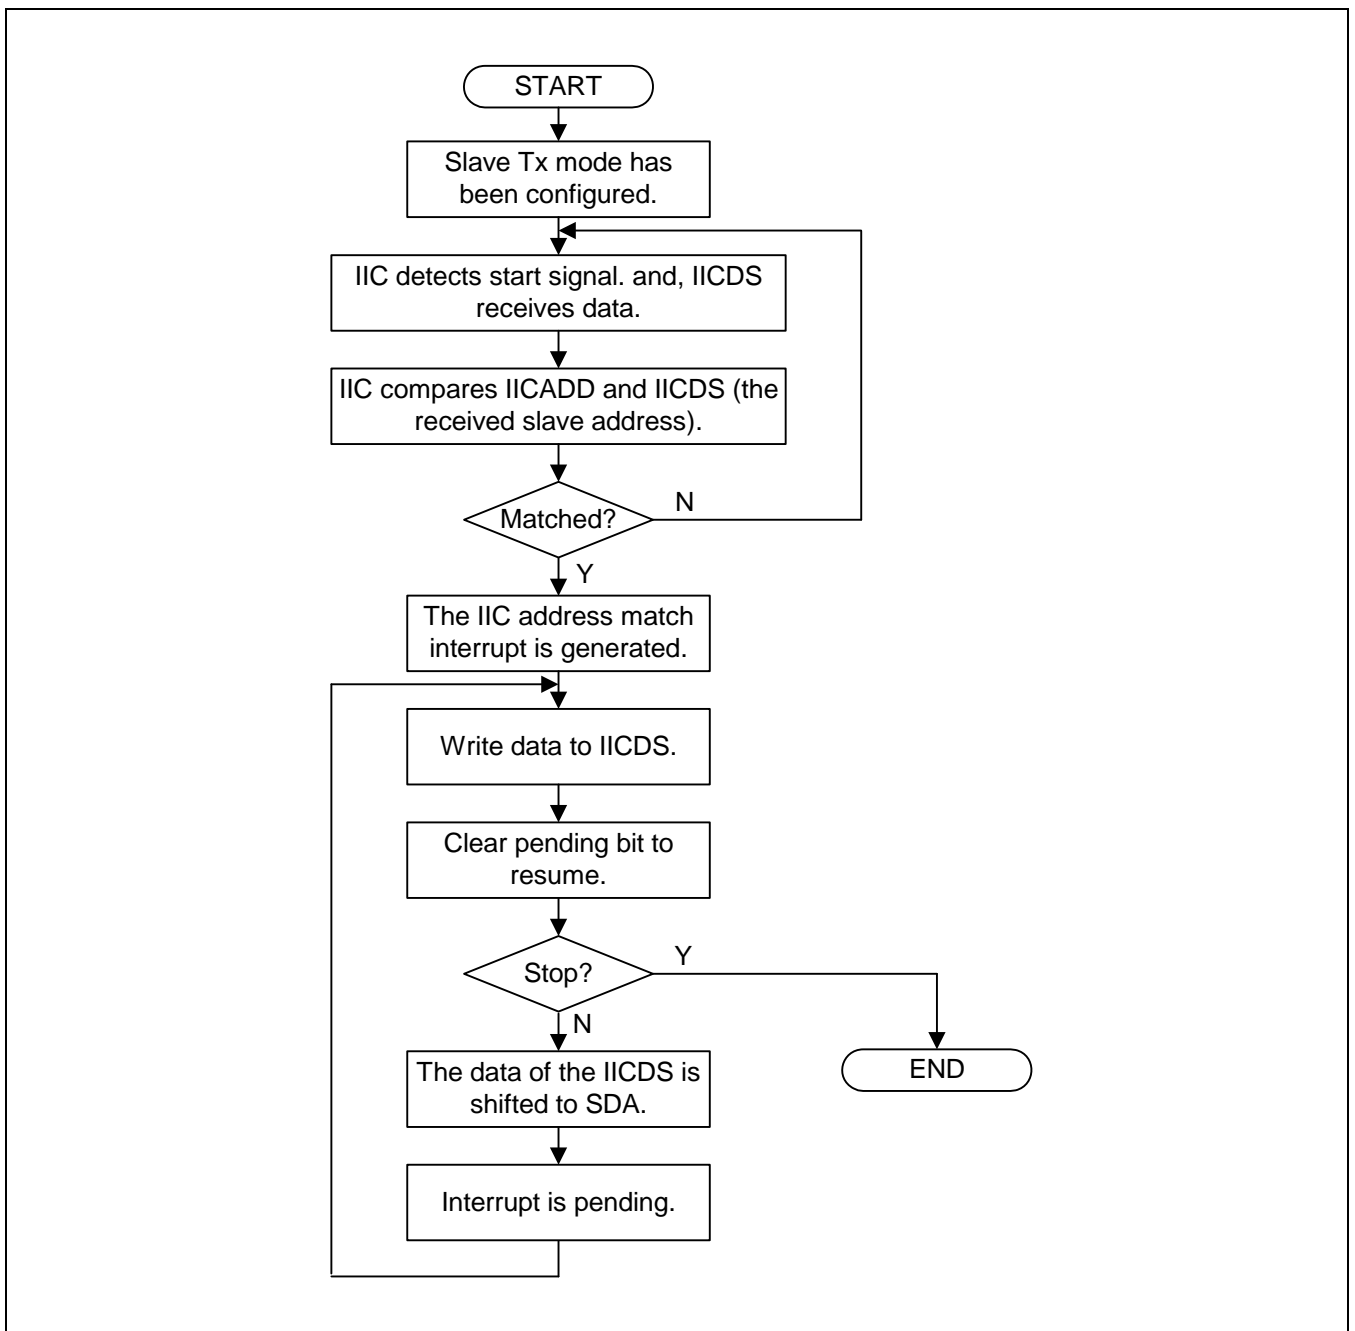 START
Slave Tx mode has
been configured.
IIC detects start signal. and, IICDS
receives data.
IIC compares IICADD and IICDS (the
received slave address).
Matched?
N
Y
The IIC address match
interrupt is generated.
Write data to IICDS.
Clear pending bit to
resume.
Stop?
Y
N
The data of the IICDS is
shifted to SDA.
END
Interrupt is pending.